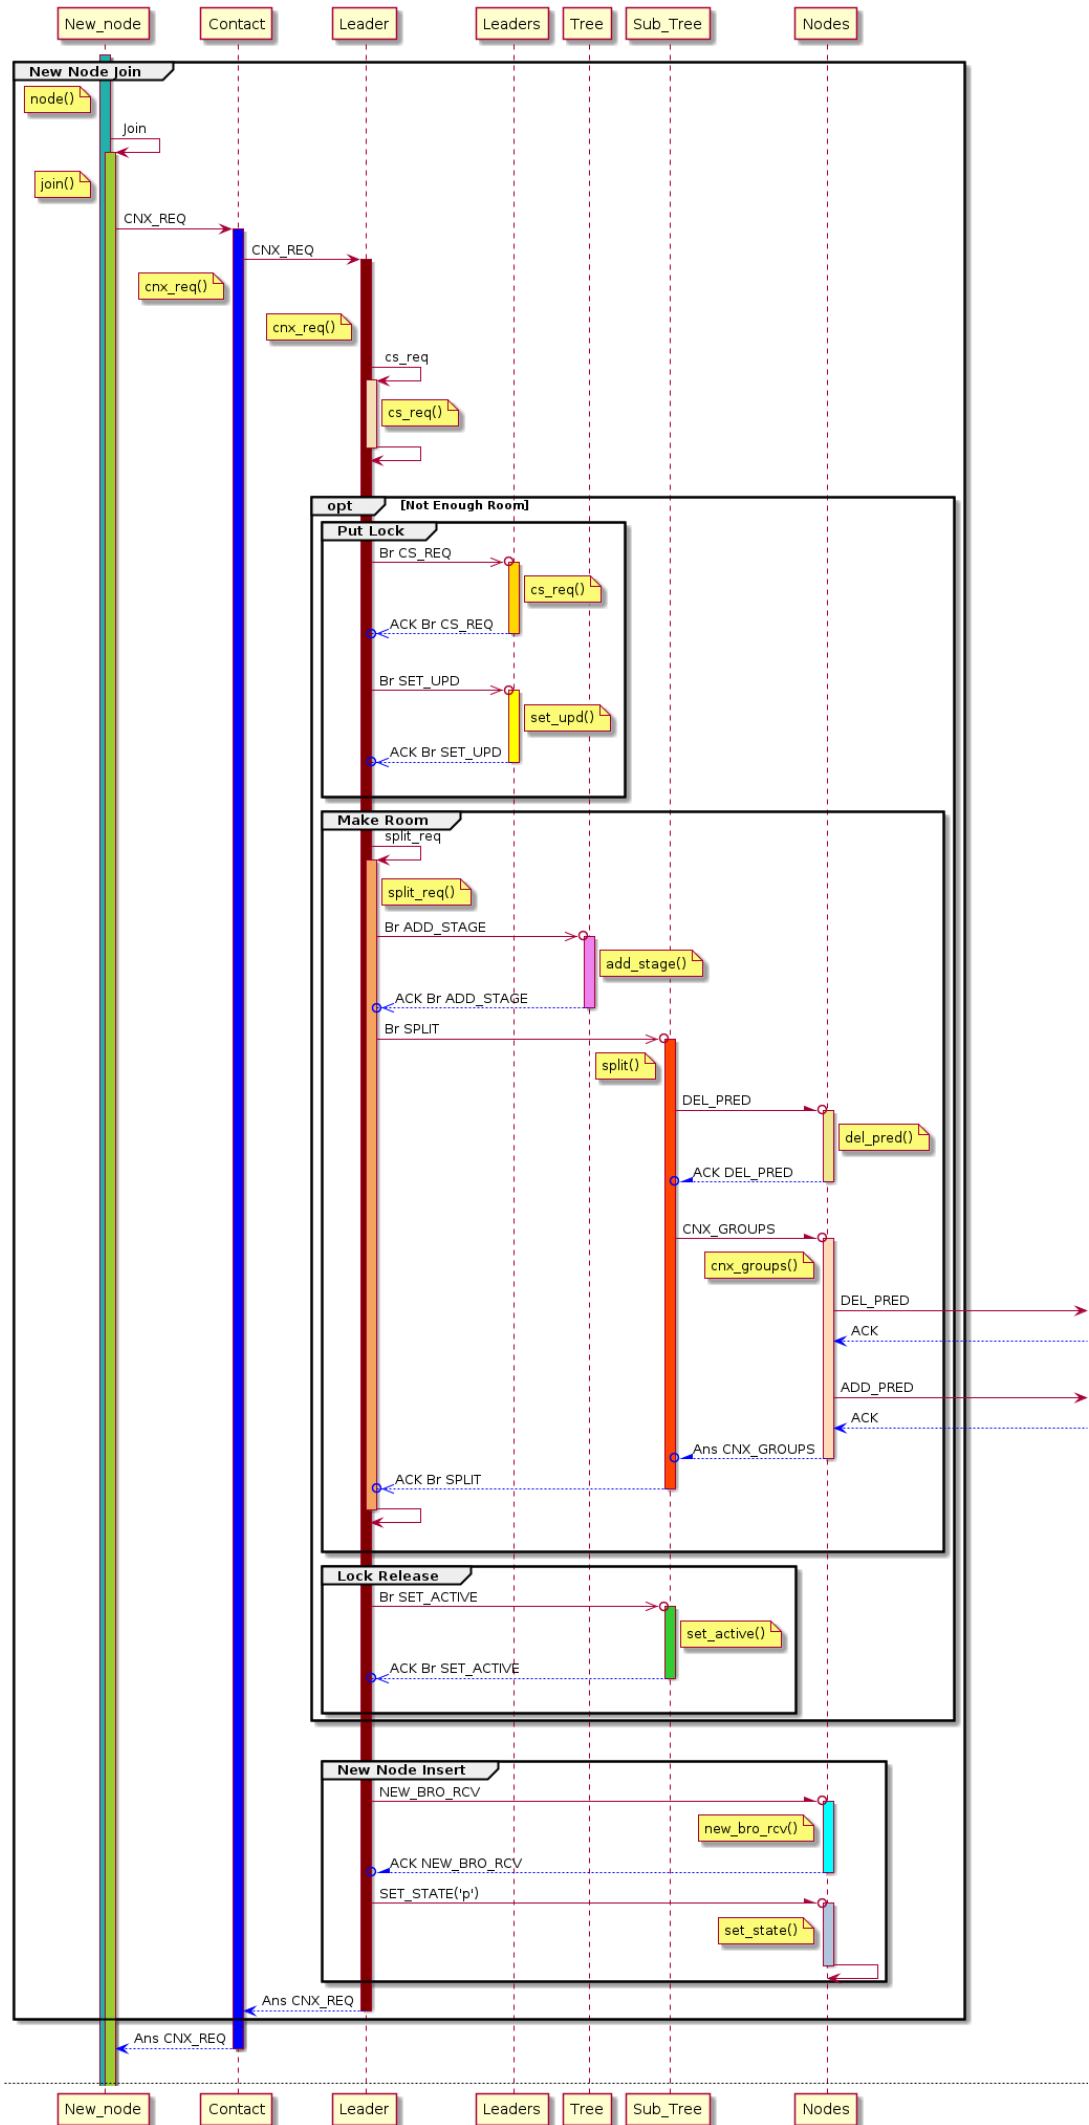 New_node Contact Leader Leaders Tree Sub_Tree Nodes
New Node Join
node()
Join
join()
CNX_REQ
CNX_REQ
cnx_req()
cnx_req()
cs_req
cs_req()
opt [Not Enough Room]
Put Lock
Br CS_REQ
cs_req()
ACK Br CS_REQ
Br SET_UPD
set_upd()
ACK Br SET_UPD
Make Room
split_req
split_req()
Br ADD_STAGE
add_stage()
ACK Br ADD_STAGE
Br SPLIT
split()
DEL_PRED
del_pred()
ACK DEL_PRED
CNX_GROUPS
cnx_groups()
DEL_PRED
ACK
ADD_PRED
ACK
Ans CNX_GROUPS
ACK Br SPLIT
Lock Release
Br SET_ACTIVE
set_active()
ACK Br SET_ACTIVE
New Node Insert
NEW_BRO_RCV
new_bro_rcv()
ACK NEW_BRO_RCV
SET_STATE('p')
set_state()
Ans CNX_REQ
Ans CNX_REQ
New_node Contact Leader Leaders Tree Sub_Tree Nodes